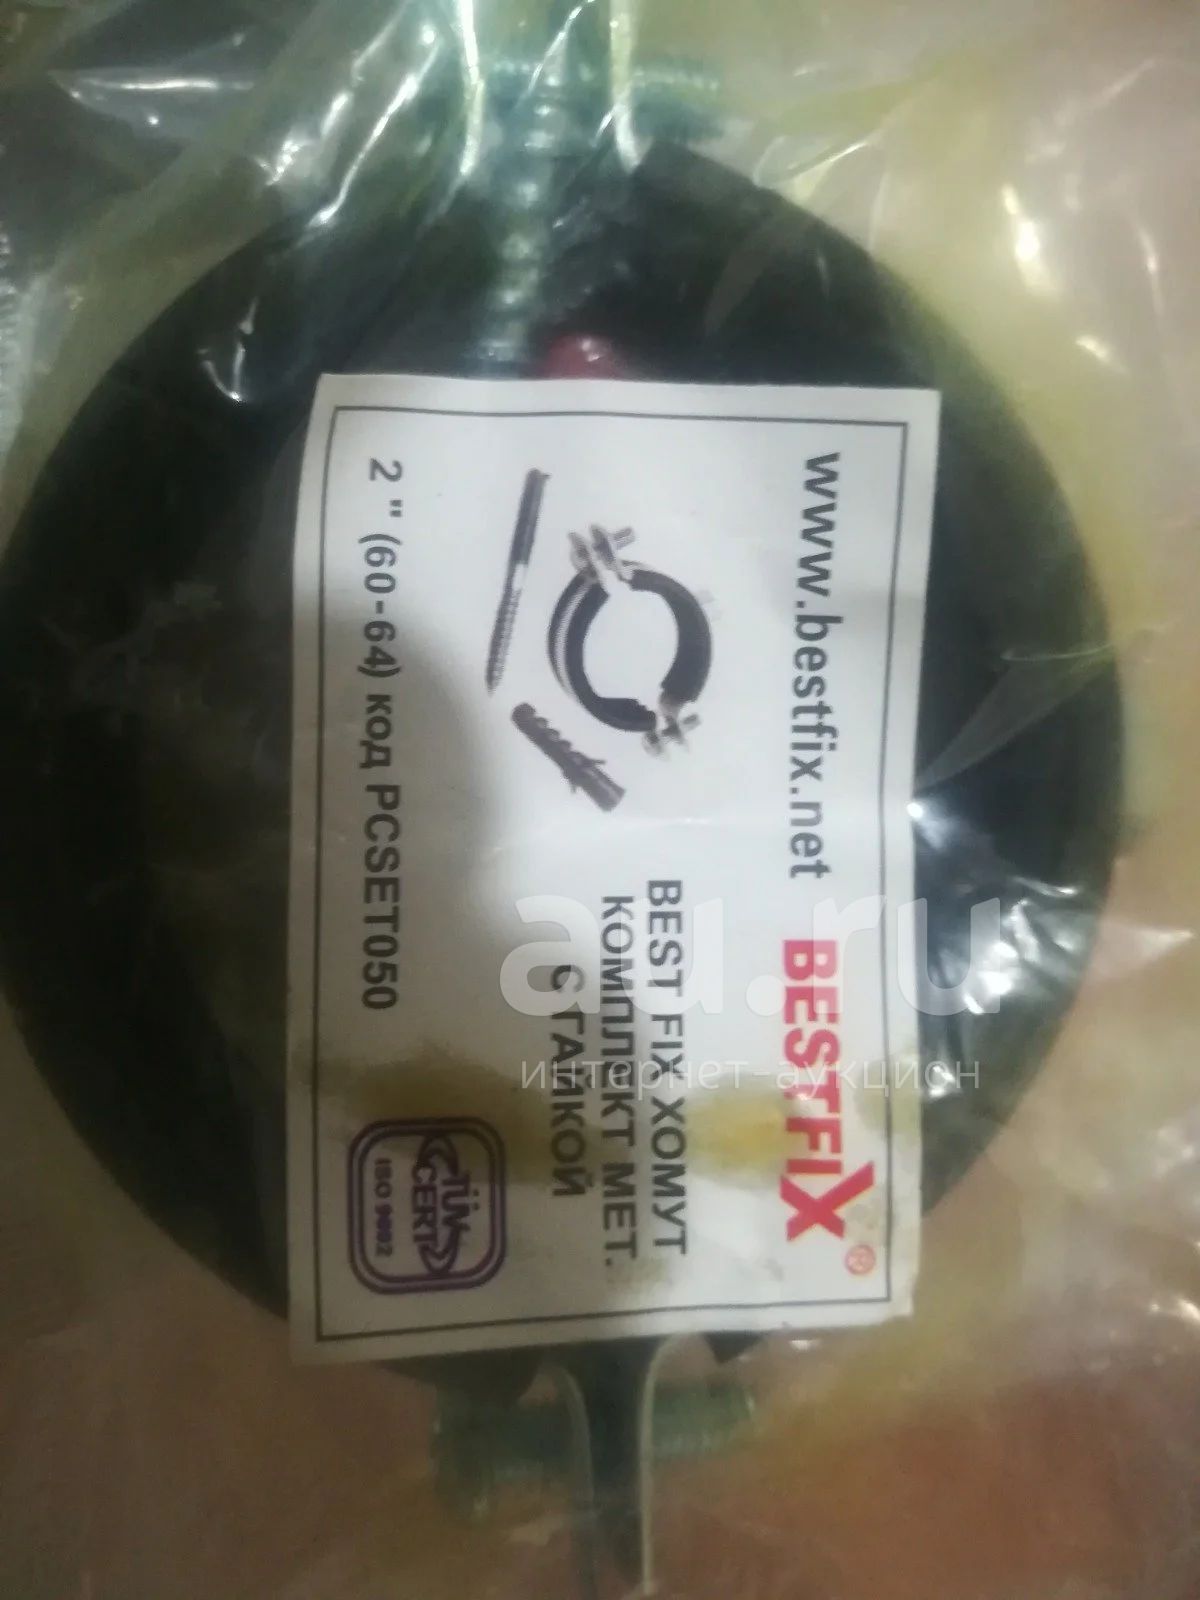 www.bestfix.net BESTFIX®
BEST FIX ХОМУТ
КОМПЛЕКТ МЕТ.
С ГАЙКОЙ
2 " (60-64) код PCSET050
TÜV
CERT
ISO 9002
au.ru
интернет-аукцион